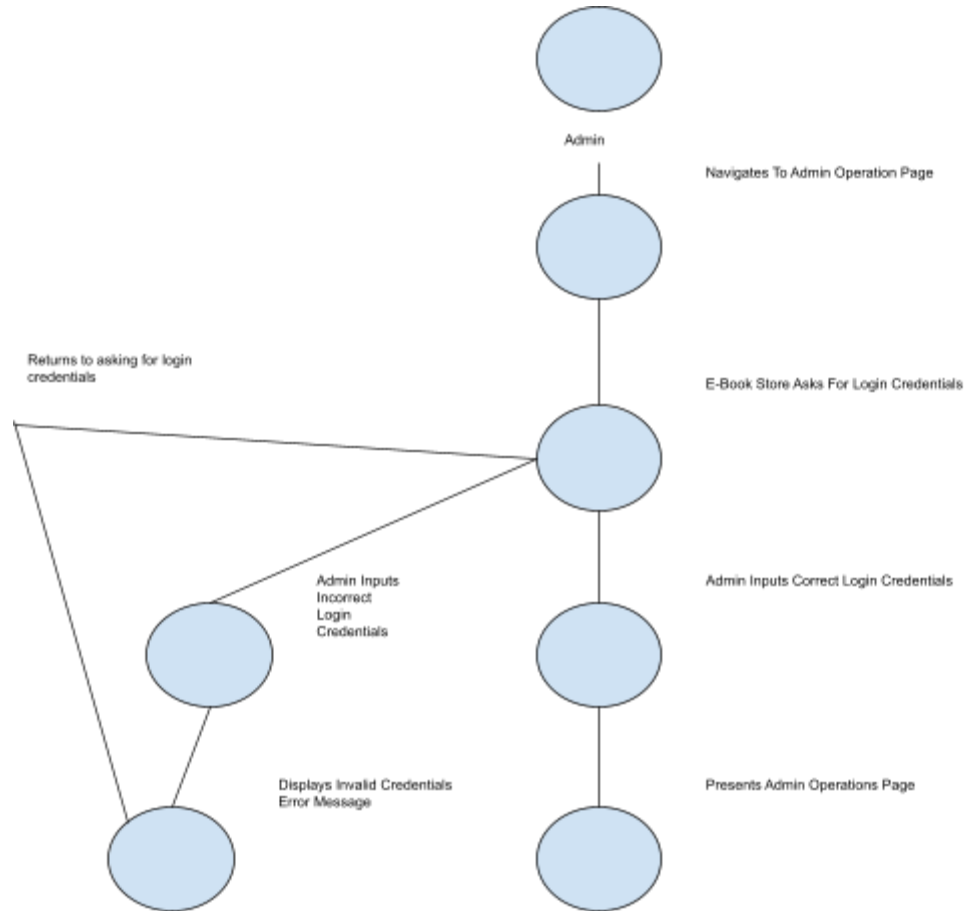 Admin
Navigates To Admin Operation Page
Returns to asking for login
credentials
E-Book Store Asks For Login Credentials
Admin Inputs
Incorrect
Login
Credentials
Admin Inputs Correct Login Credentials
Displays Invalid Credentials
Error Message
Presents Admin Operations Page